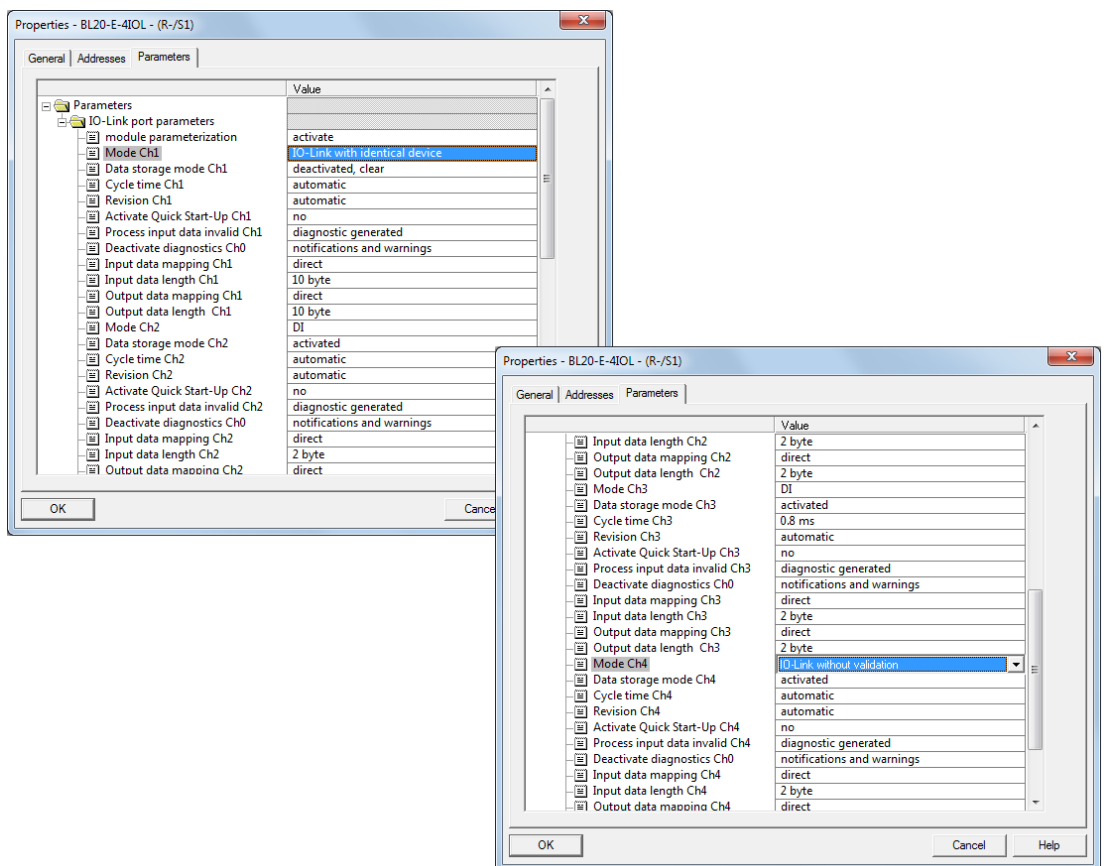 Properties - BL20-E-4IOL - (R-/S1)
General Addresses Parameters
Value
Parameters
IO-Link port parameters
module parameterization activate
Mode Ch1 IO-Link with identical device
Data storage mode Ch1 deactivated, clear
Cycle time Ch1 automatic
Revision Ch1 automatic
Activate Quick Start-Up Ch1 no
Process input data invalid Ch1 diagnostic generated
Deactivate diagnostics Ch0 notifications and warnings
Input data mapping Ch1 direct
Input data length Ch1 10 byte
Output data mapping Ch1 direct
Output data length Ch1 10 byte
Mode Ch2 DI
Data storage mode Ch2 activated
Cycle time Ch2 automatic
Revision Ch2 automatic
Activate Quick Start-Up Ch2 no
Process input data invalid Ch2 diagnostic generated
Deactivate diagnostics Ch0 notifications and warnings
Input data mapping Ch2 direct
Input data length Ch2 2 byte
Output data mapping Ch2 direct
OK Cance
Properties - BL20-E-4IOL - (R-/S1)
General Addresses Parameters
Value
Input data length Ch2 2 byte
Output data mapping Ch2 direct
Output data length Ch2 2 byte
Mode Ch3 DI
Data storage mode Ch3 activated
Cycle time Ch3 0.8 ms
Revision Ch3 automatic
Activate Quick Start-Up Ch3 no
Process input data invalid Ch3 diagnostic generated
Deactivate diagnostics Ch0 notifications and warnings
Input data mapping Ch3 direct
Input data length Ch3 2 byte
Output data mapping Ch3 direct
Output data length Ch3 2 byte
Mode Ch4 IO-Link without validation
Data storage mode Ch4 activated
Cycle time Ch4 automatic
Revision Ch4 automatic
Activate Quick Start-Up Ch4 no
Process input data invalid Ch4 diagnostic generated
Deactivate diagnostics Ch0 notifications and warnings
Input data mapping Ch4 direct
Input data length Ch4 2 byte
Output data mapping Ch4 direct
OK Cancel Help